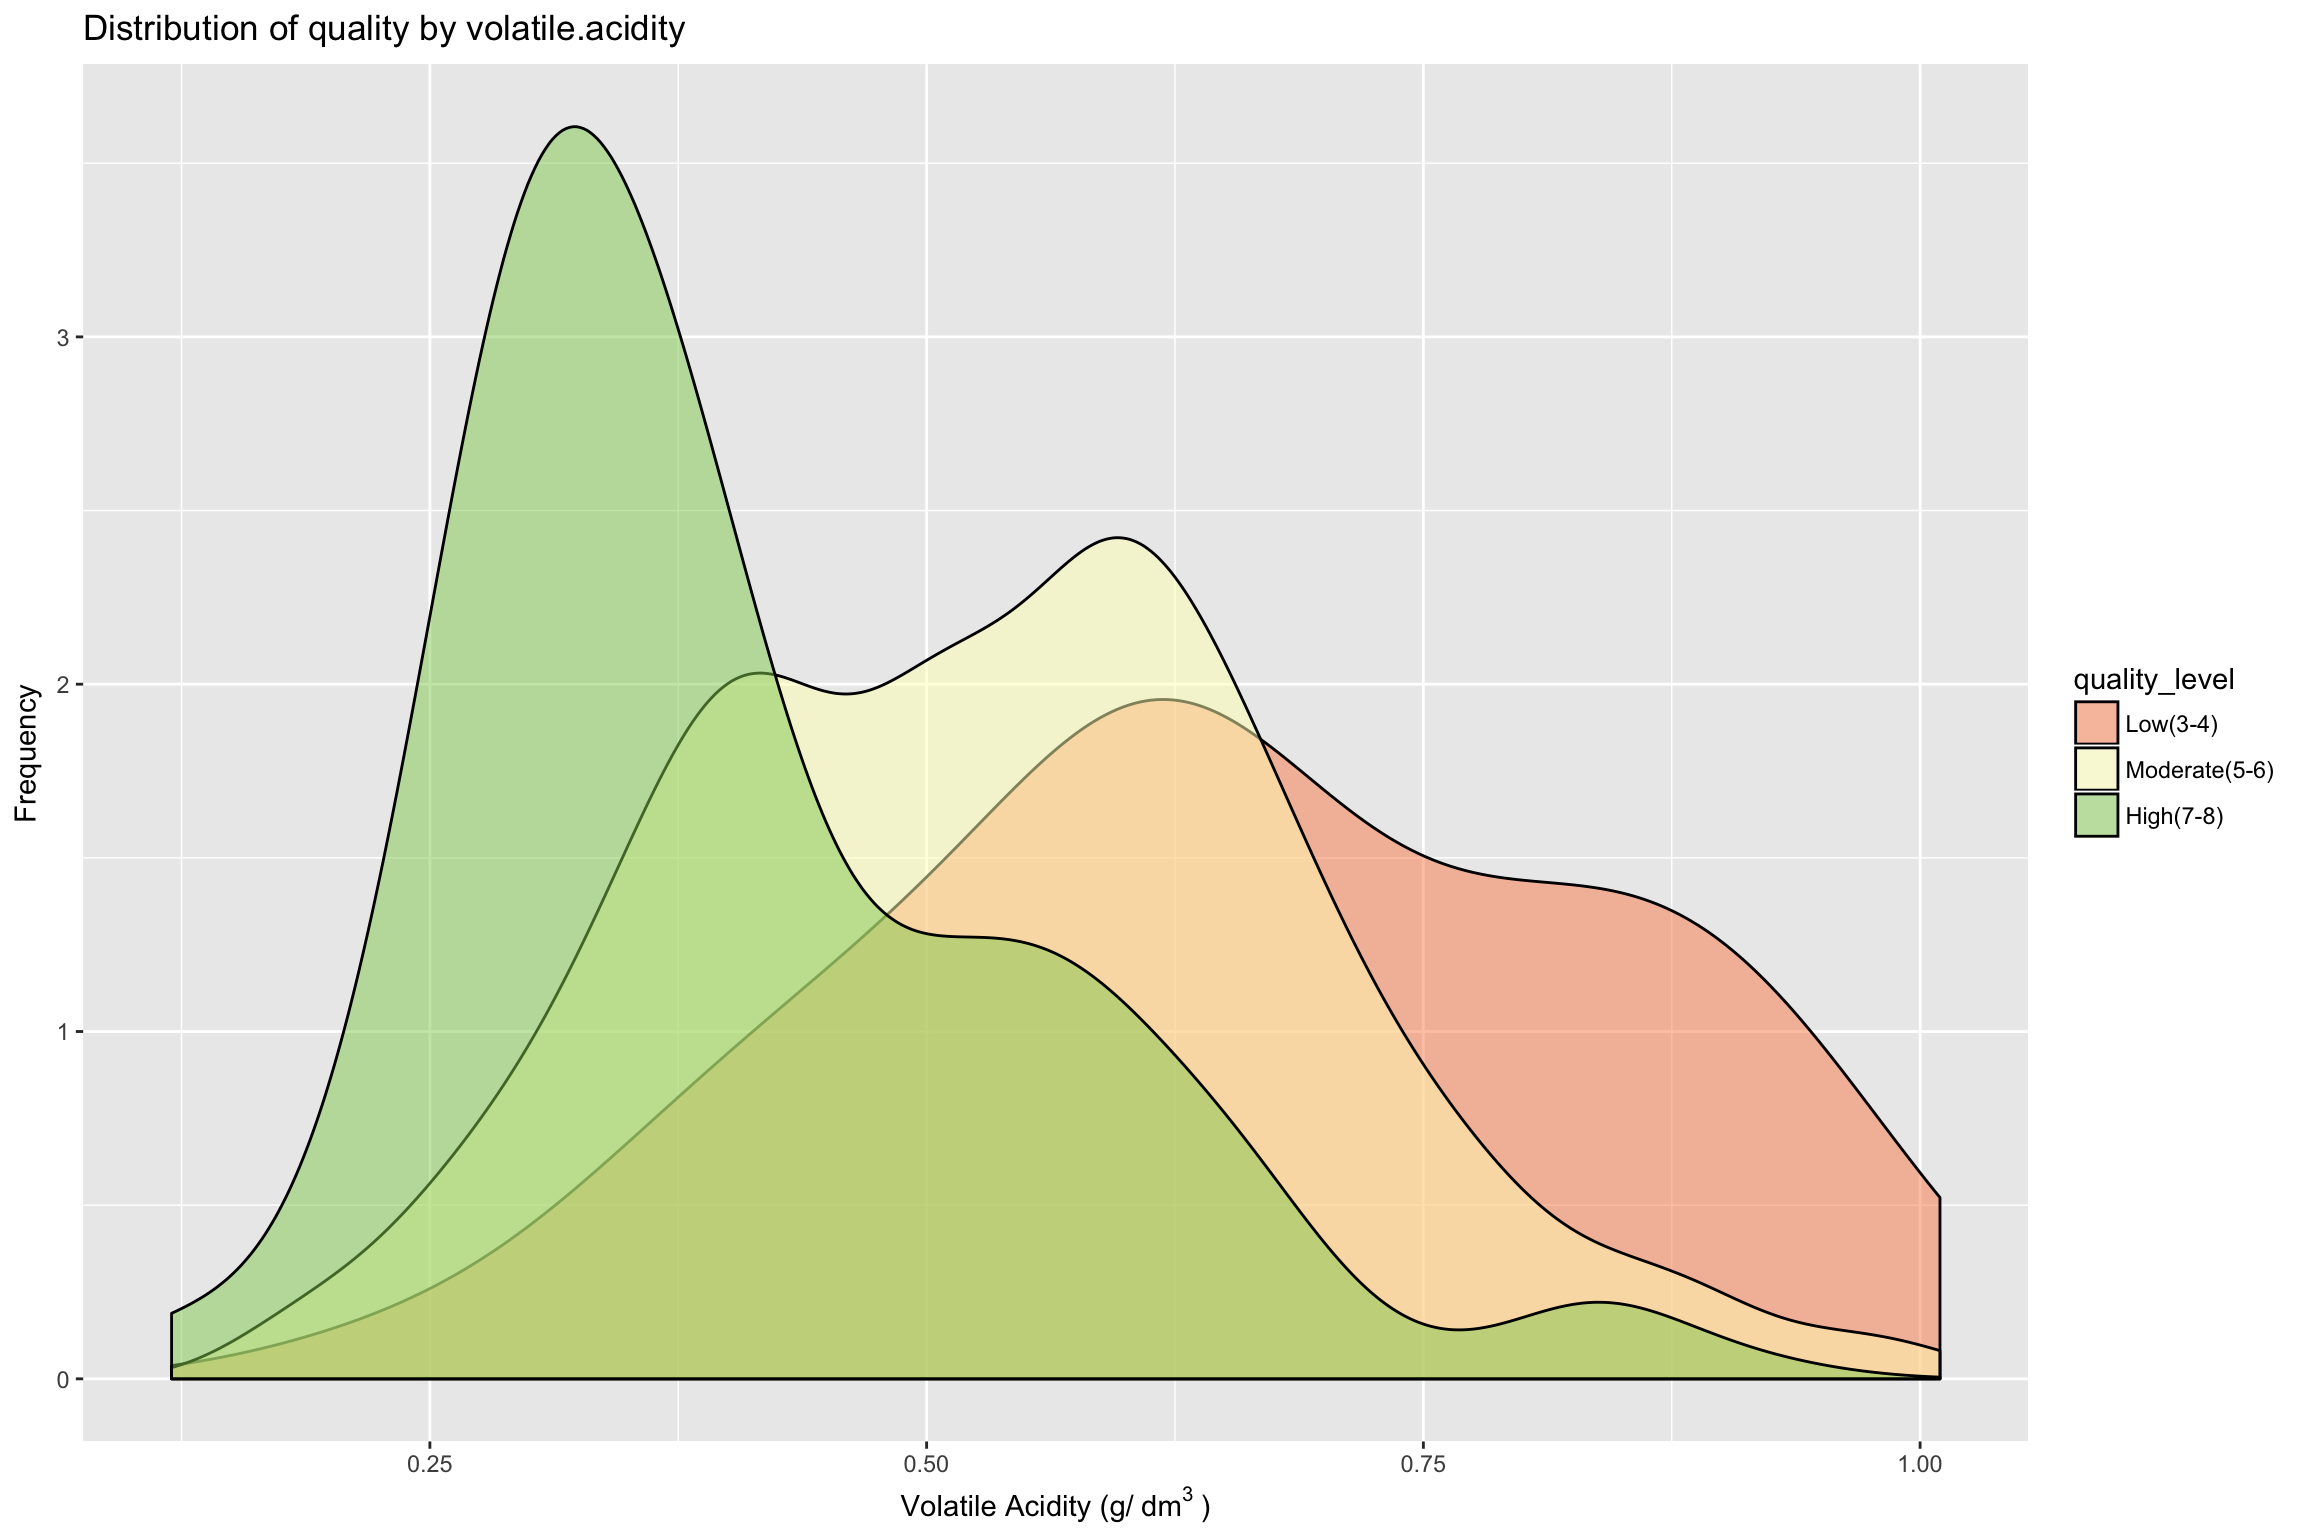 Distribution of quality by volatile.acidity
Frequency
3
2
1
0
0.25 0.50 0.75 1.00
Volatile Acidity (g/ dm³ )
quality_level
Low(3-4)
Moderate(5-6)
High(7-8)